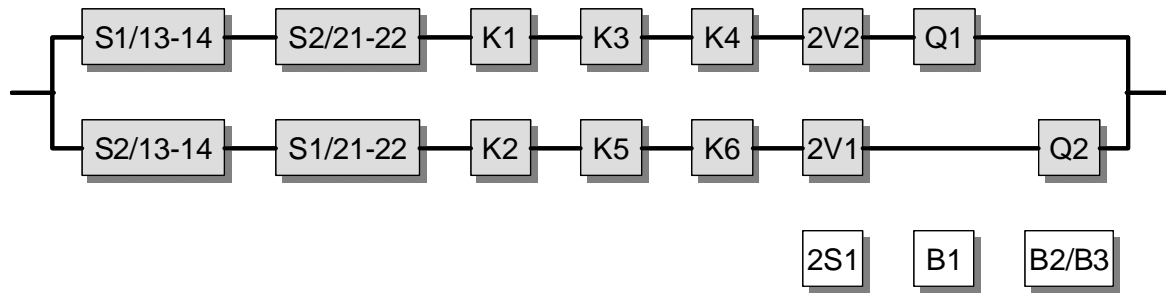 S1/13-14 S2/21-22 K1 K3 K4 2V2 Q1
S2/13-14 S1/21-22 K2 K5 K6 2V1 Q2
2S1 B1 B2/B3